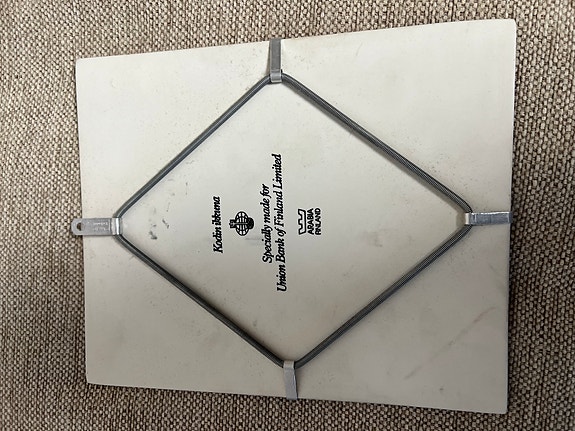 Kodin ikkuna
Specially made for
Union Bank of Finland Limited
ARABIA
FINLAND